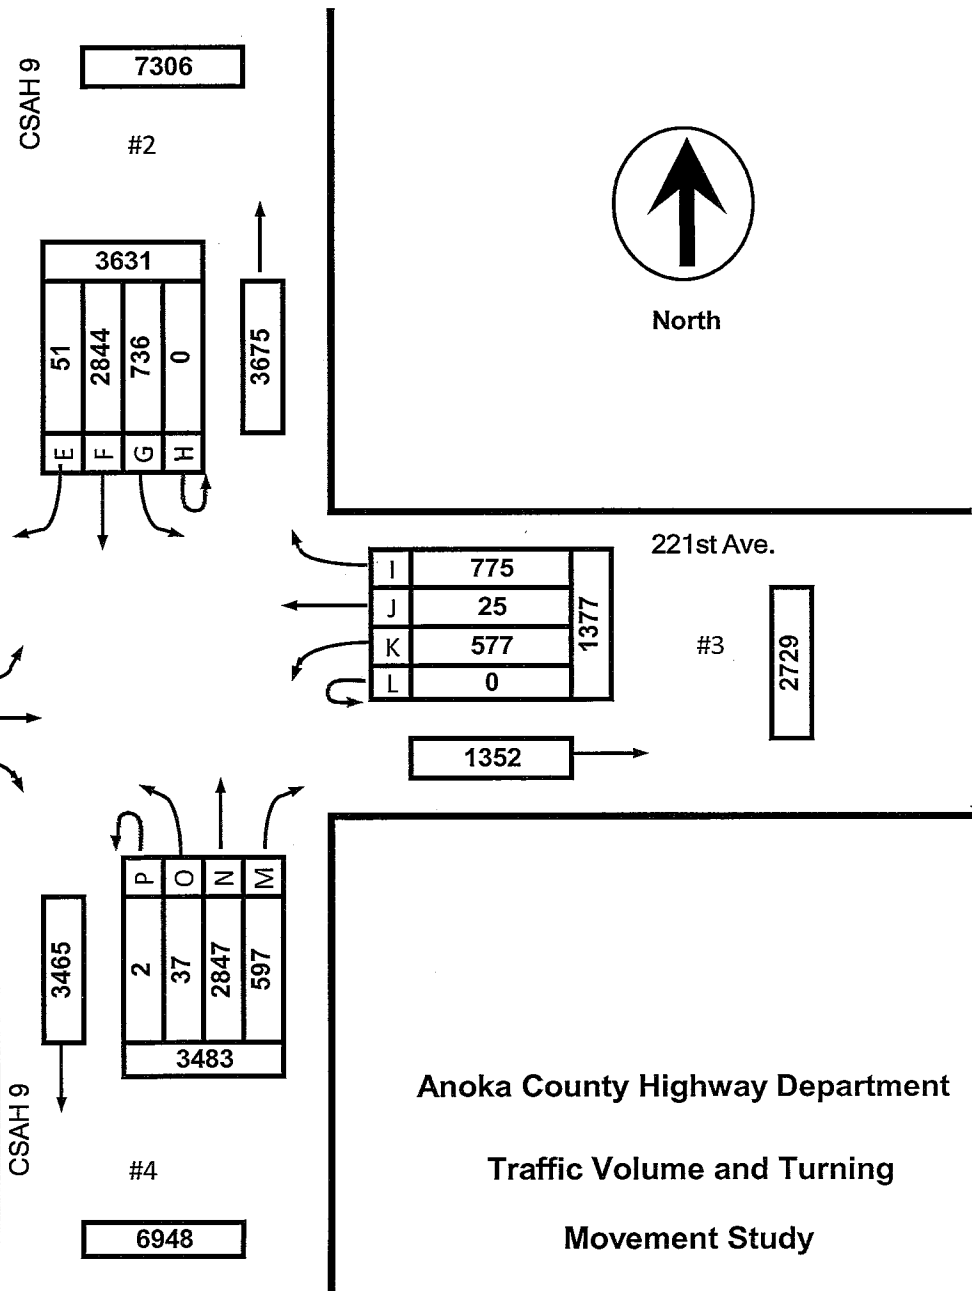 CSAH 9
7306
#2
3631
51
2844
736
0
E
F
G
H
3675
North
221st Ave.
I
775
J
25
K
577
L
0
1377
#3
2729
1352
P
O
N
M
2
37
2847
597
3483
3465
CSAH 9
#4
6948
Anoka County Highway Department
Traffic Volume and Turning
Movement Study